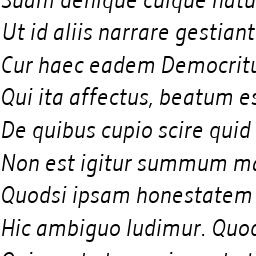 Suam denique cuique natu
Ut id aliis narrare gestiant
Cur haec eadem Democritu
Qui ita affectus, beatum es
De quibus cupio scire quid
Non est igitur summum ma
Quodsi ipsam honestatem
Hic ambiguo ludimur. Quod